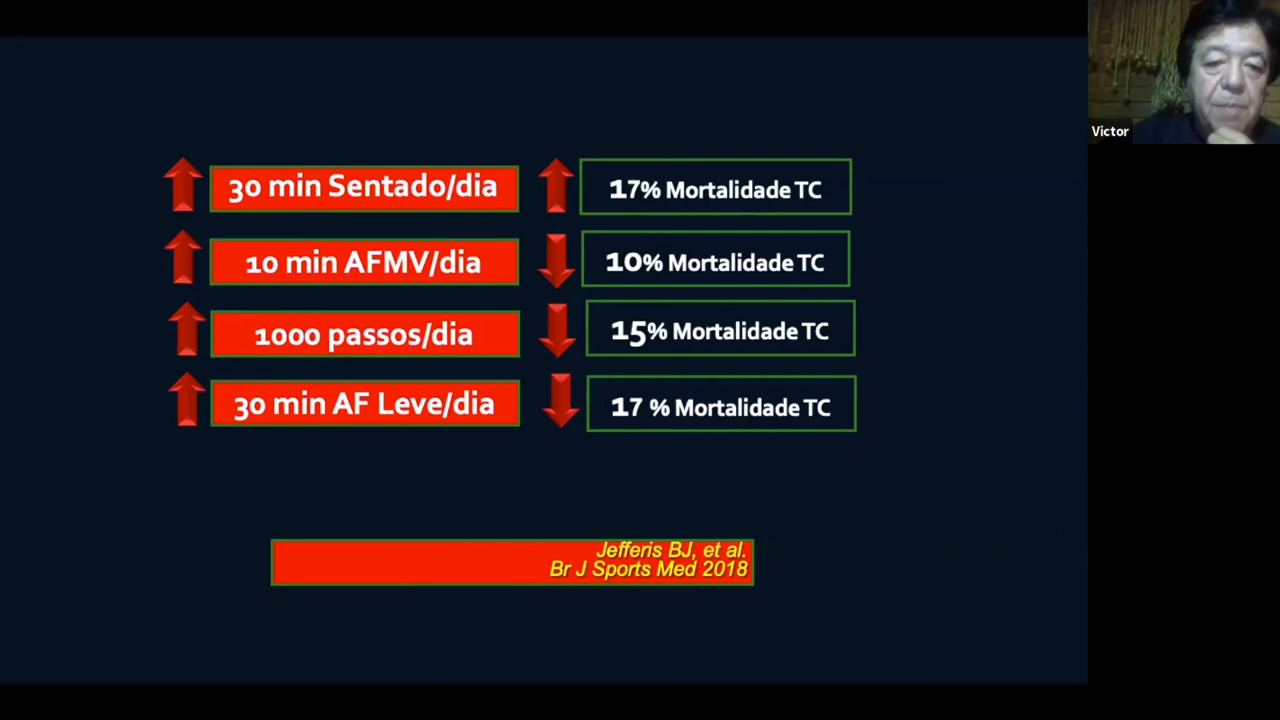 30 min Sentado/dia
17% Mortalidade TC
10 min AFMV/dia
10% Mortalidade TC
1000 passos/dia
15% Mortalidade TC
30 min AF Leve/dia
17 % Mortalidade TC
Jefferis BJ, et al.
Br J Sports Med 2018
Victor